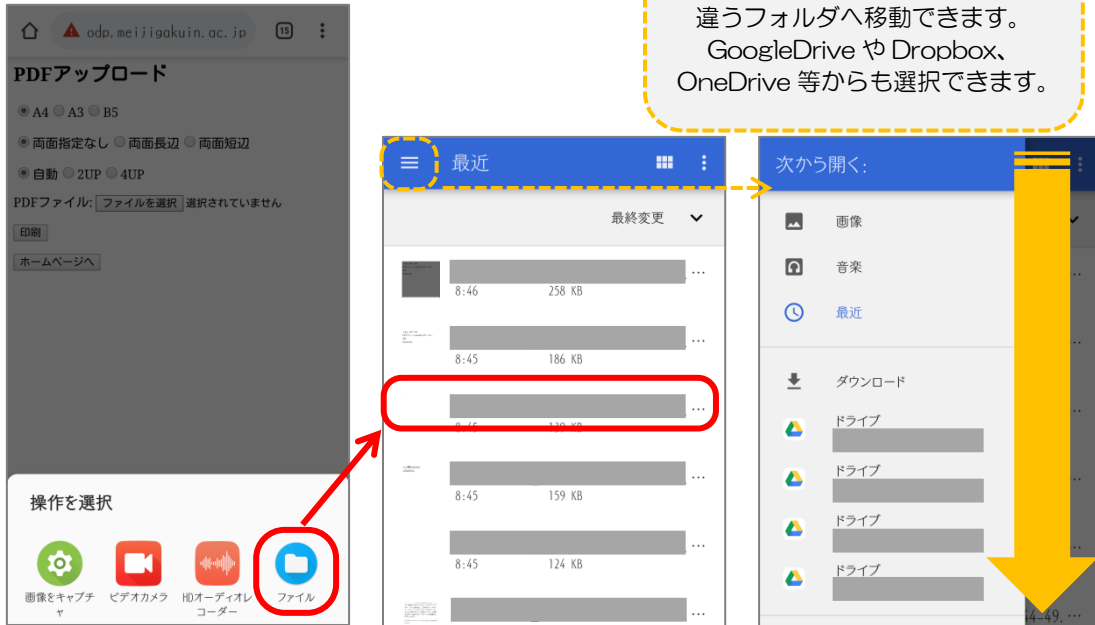 odp.meijigakuin.ac.jp
15
PDFアップロード
A4 A3 B5
両面指定なし 両面長辺 両面短辺
自動 2UP 4UP
PDFファイル: ファイルを選択 選択されていません
印刷
ホームページへ
操作を選択
画像をキャプチャ
ビデオカメラ
HDオーディオレコーダー
ファイル
違うフォルダへ移動できます。
GoogleDrive や Dropbox、
OneDrive 等からも選択できます。
最近
最終変更
8:46 258 KB
8:45 186 KB
8:45 139 KB
8:45 159 KB
8:45 124 KB
次から開く:
画像
音楽
最近
ダウンロード
ドライブ
ドライブ
ドライブ
ドライブ